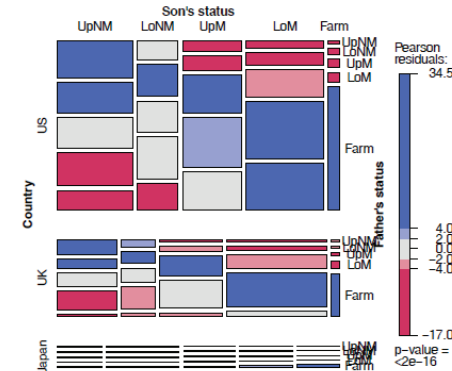 Son's status
UpNM LoNM UpM LoM Farm
Country
US
UpNM
LoNM
UpM
LoM
Farm
UK
UpNM
LoNM
UpM
LoM
Farm
Japan
UpNM
LoM
Farm
Father's status
Pearson
residuals:
34.5
4.0
2.0
0.0
−2.0
−4.0
−17.0
p−value =
<2e−16